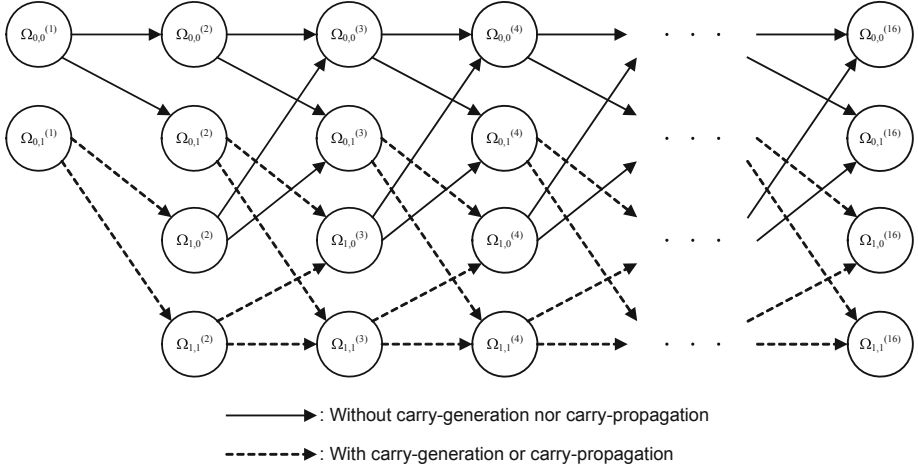 Ω0,0(1) Ω0,0(2) Ω0,0(3) Ω0,0(4) · · · Ω0,0(16)
Ω0,1(1) Ω0,1(2) Ω0,1(3) Ω0,1(4) · · · Ω0,1(16)
Ω1,0(2) Ω1,0(3) Ω1,0(4) · · · Ω1,0(16)
Ω1,1(2) Ω1,1(3) Ω1,1(4) · · · Ω1,1(16)
: Without carry-generation nor carry-propagation
: With carry-generation or carry-propagation